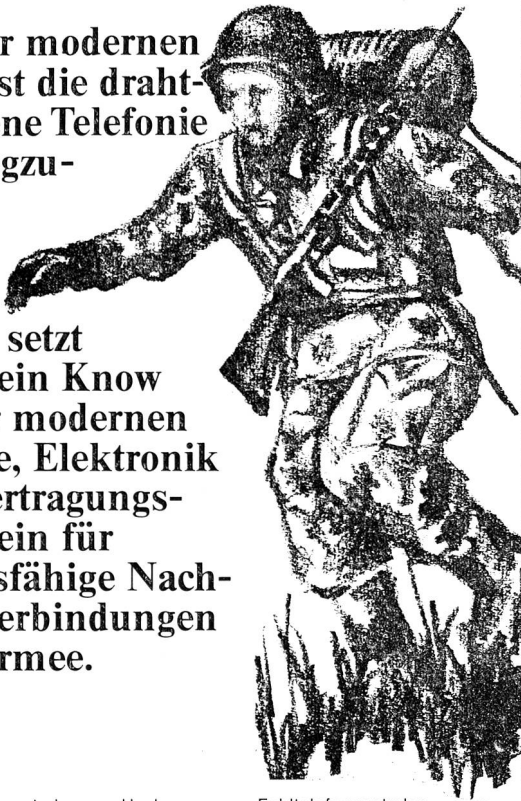 r modernen
st die draht-
ne Telefonie
gzu-
setzt
ein Know
r modernen
e, Elektronik
ertragungs-
ein für
sfähige Nach-
erbindungen
rmee.